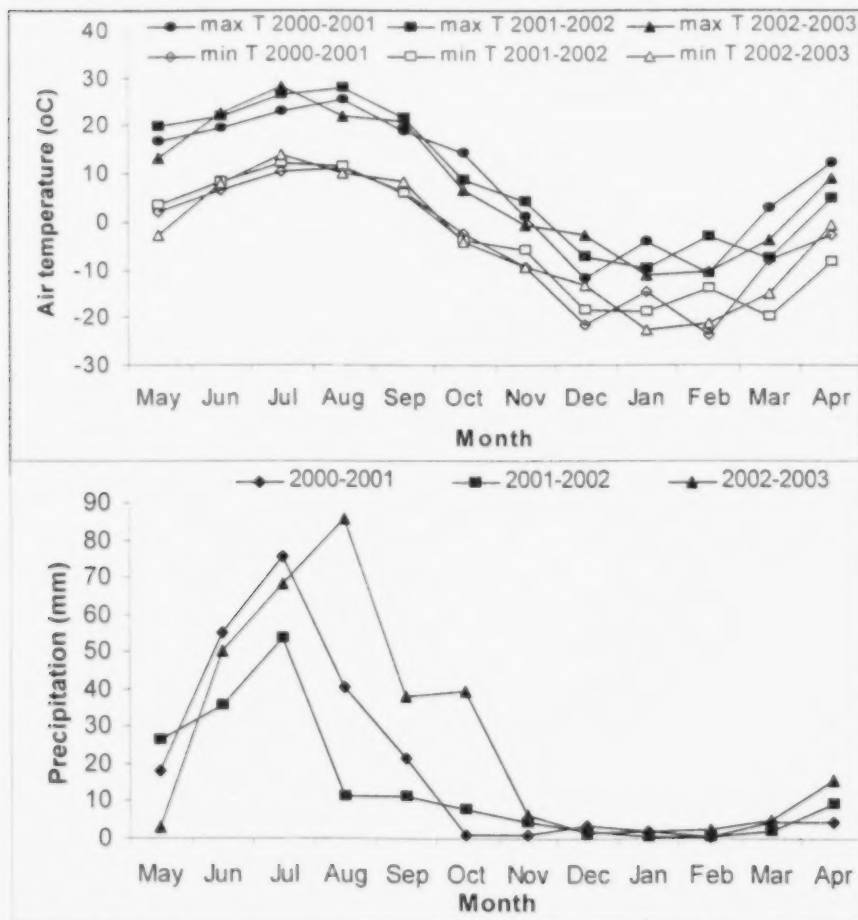 max T 2000-2001 max T 2001-2002 max T 2002-2003
min T 2000-2001 min T 2001-2002 min T 2002-2003
40
30
20
10
0
-10
-20
-30
Air temperature (oC)
May Jun Jul Aug Sep Oct Nov Dec Jan Feb Mar Apr
Month
2000-2001 2001-2002 2002-2003
90
80
70
60
50
40
30
20
10
0
Precipitation (mm)
May Jun Jul Aug Sep Oct Nov Dec Jan Feb Mar Apr
Month